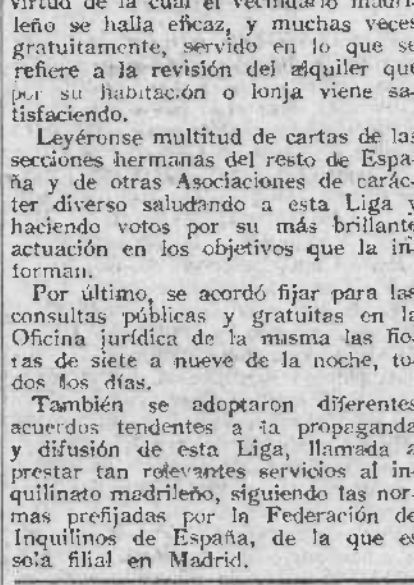 virtud de la cual el vecindario madri-
leño se halla eficaz, y muchas veces
gratuitamente, servido en lo que se
refiere a la revisión del alquiler que
por su habitación o lonja viene sa-
tisfaciendo.
Leyéronse multitud de cartas de las
secciones hermanas del resto de Espa-
ña y de otras Asociaciones de carác-
ter diverso saludando a esta Liga y
haciendo votos por su más brillante
actuación en los objetivos que la in-
forman.
Por último, se acordó fijar para las
consultas públicas y gratuitas en la
Oficina jurídica de la misma las ho-
ras de siete a nueve de la noche, to-
dos los días.
También se adoptaron diferentes
acuerdos tendentes a la propaganda
y difusión de esta Liga, llamada a
prestar tan relevantes servicios al in-
quilinato madrileño, siguiendo las nor-
mas prefijadas por la Federación de
Inquilinos de España, de la que es
sola filial en Madrid.